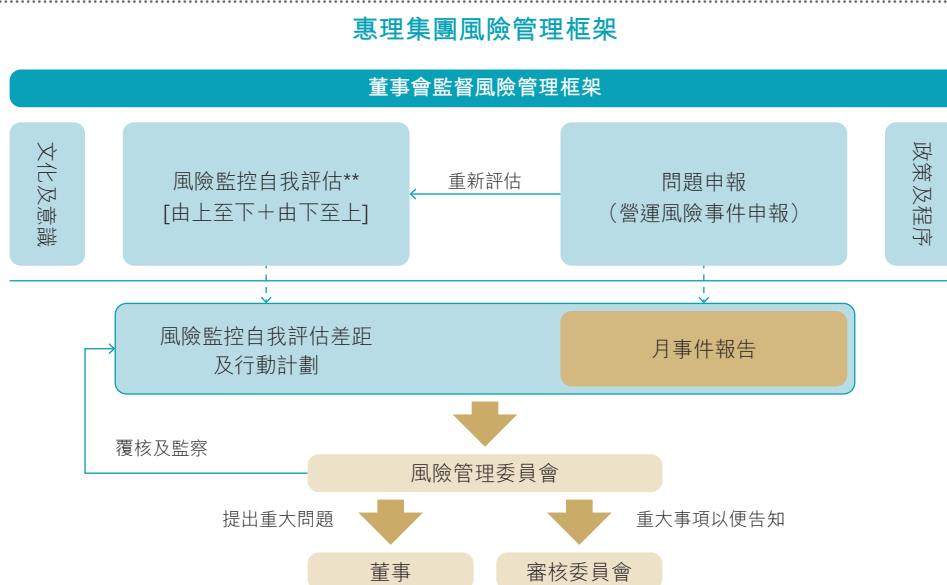 惠理集團風險管理框架
董事會監督風險管理框架
文化及意識
風險監控自我評估**
[由上至下＋由下至上]
重新評估
問題申報
（營運風險事件申報）
政策及程序
風險監控自我評估差距
及行動計劃
月事件報告
覆核及監察
風險管理委員會
提出重大問題
重大事項以便告知
董事
審核委員會